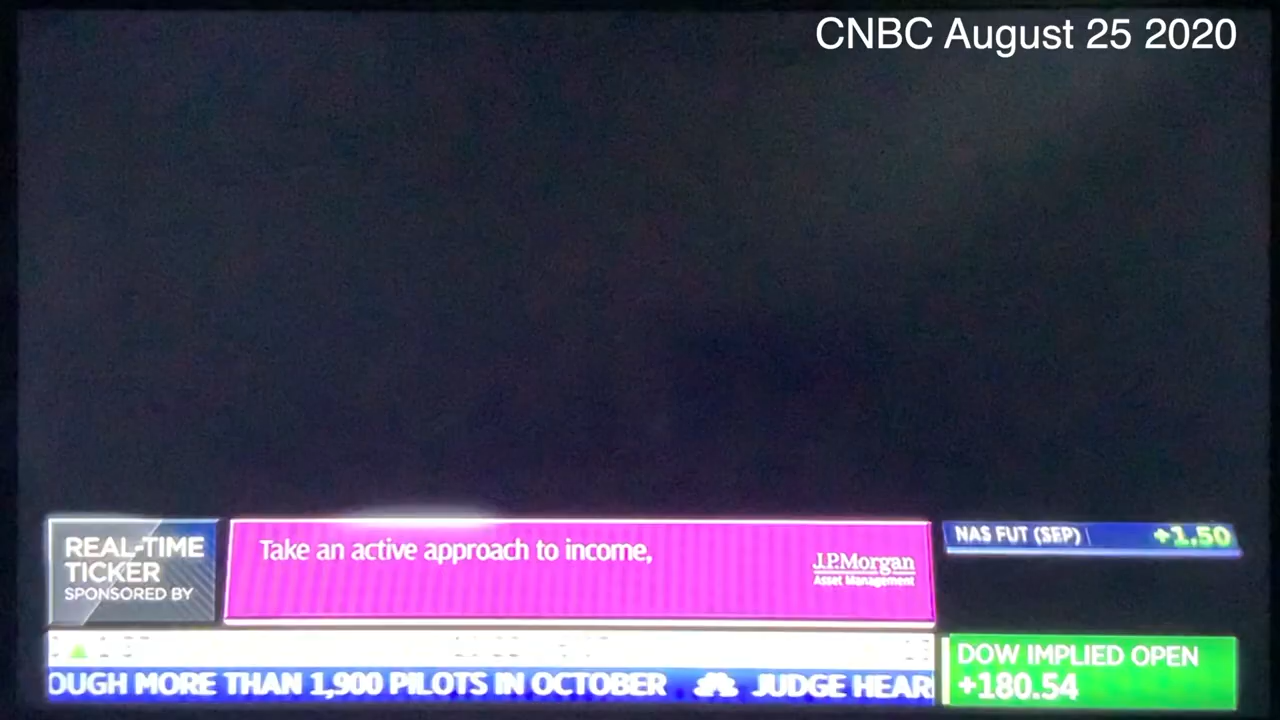 CNBC August 25 2020
REAL-TIME
TICKER
SPONSORED BY
Take an active approach to income,
J.P.Morgan
Asset Management
NAS FUT (SEP) +1.50
DOW IMPLIED OPEN
+180.54
OUGH MORE THAN 1,900 PILOTS IN OCTOBER JUDGE HEAR